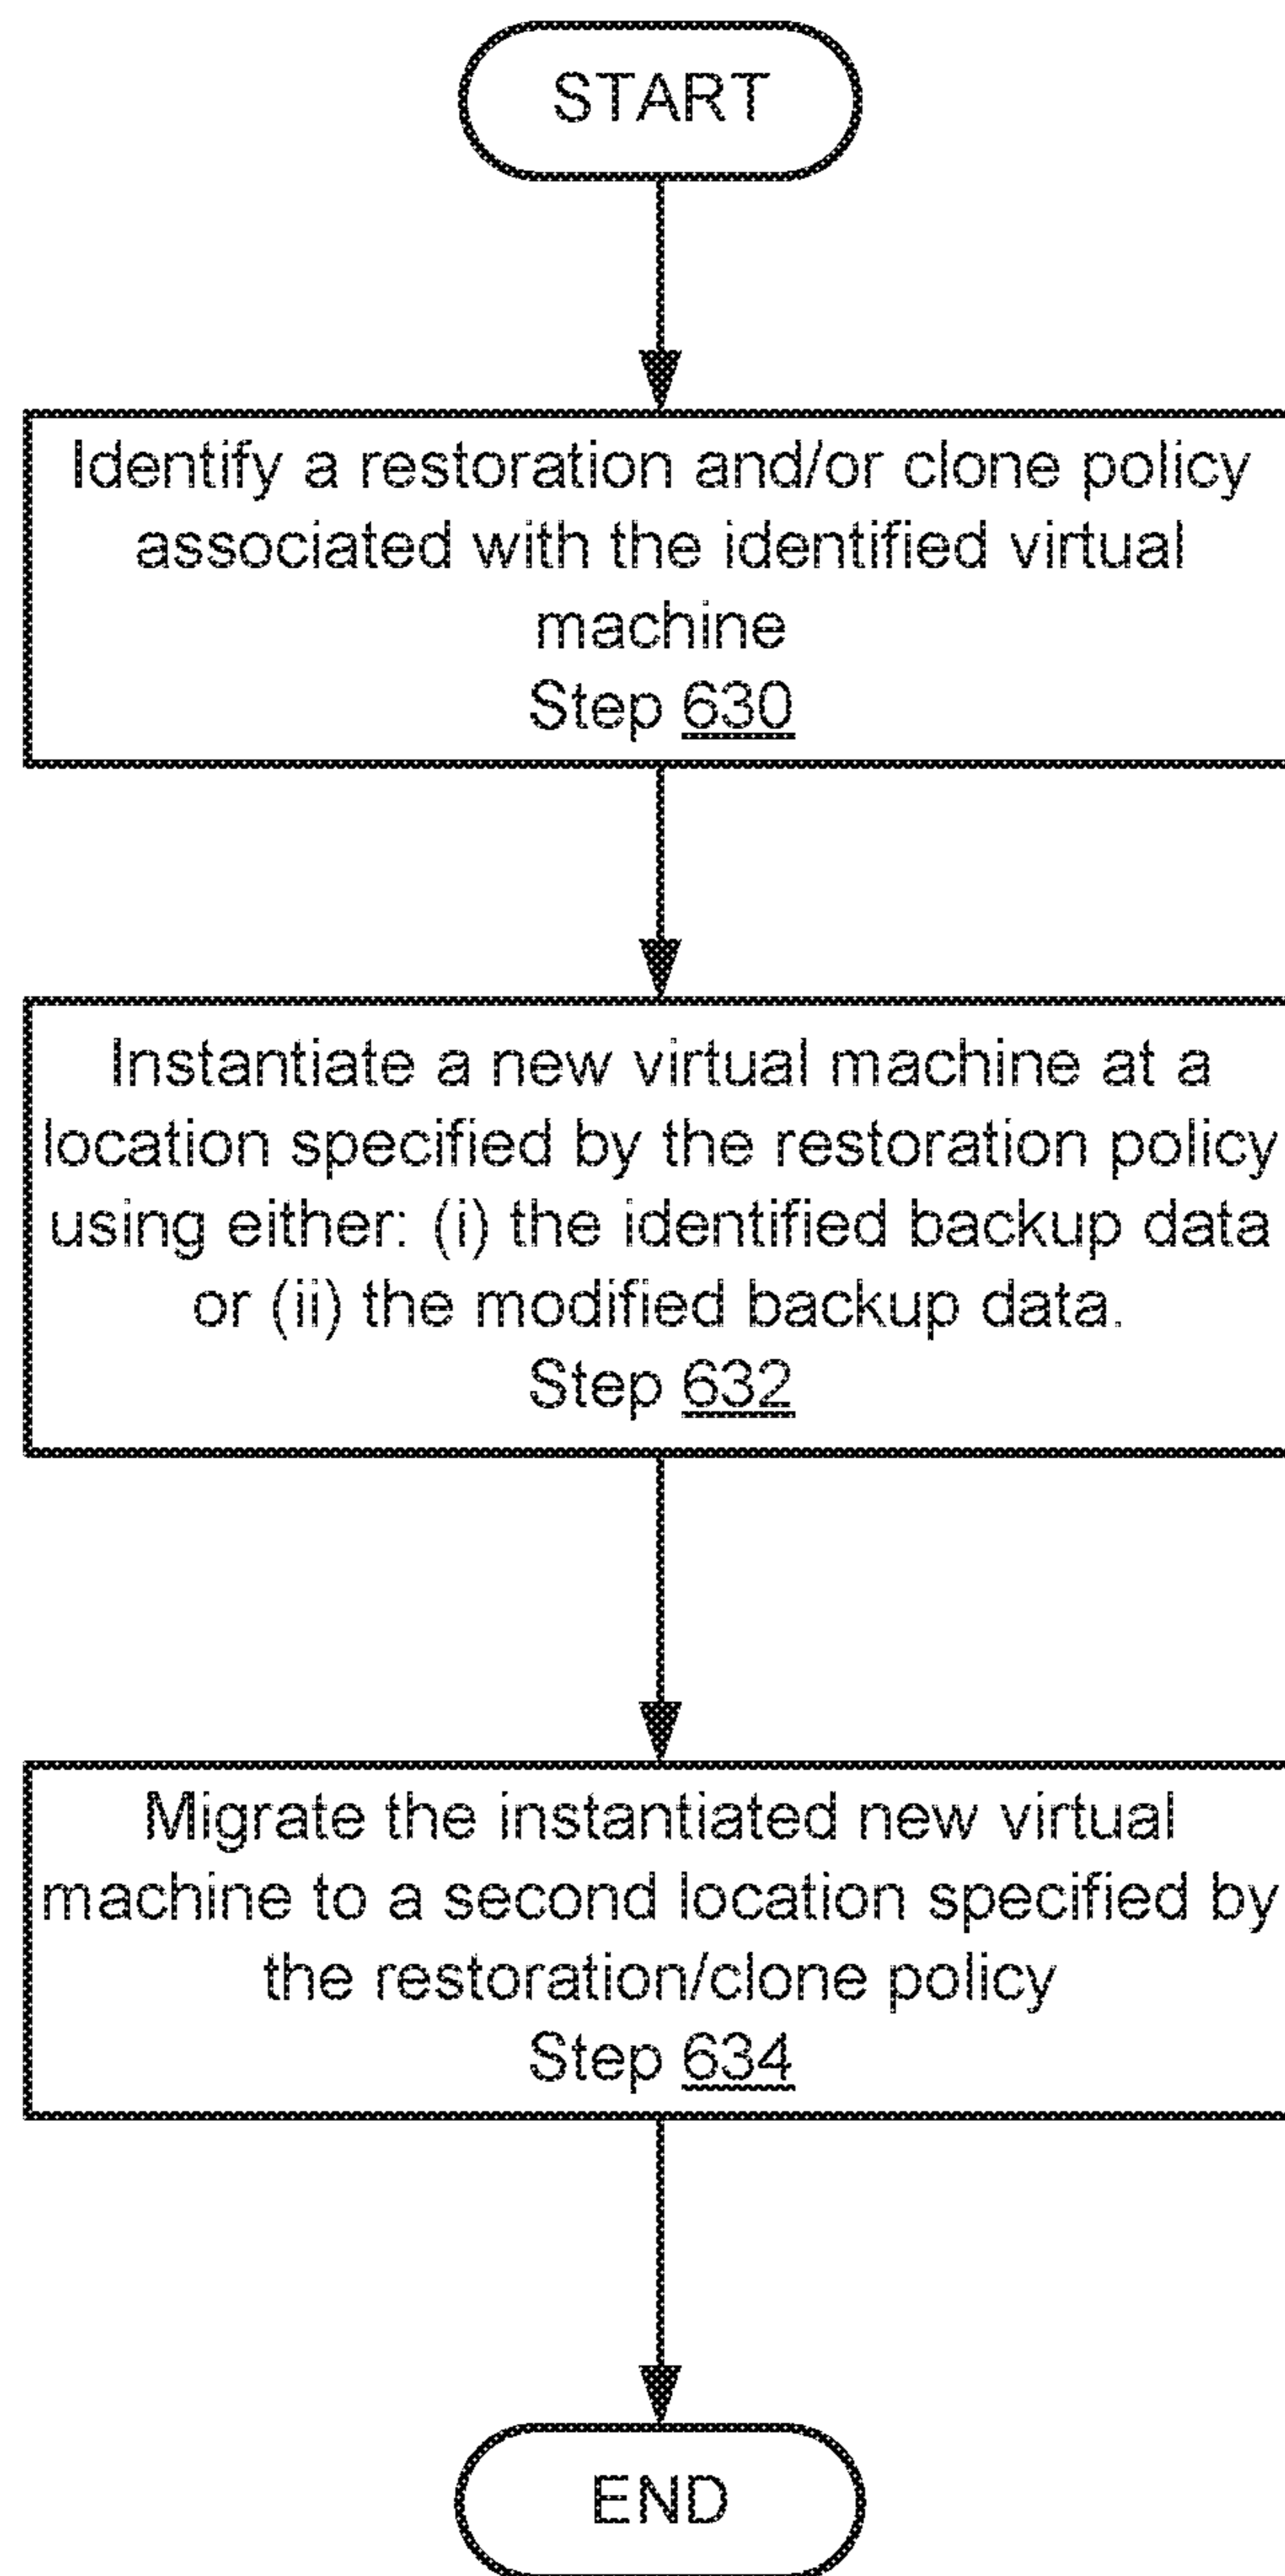 START
Identify a restoration and/or clone policy
associated with the identified virtual
machine
Step 630
Instantiate a new virtual machine at a
location specified by the restoration policy
using either: (i) the identified backup data
or (ii) the modified backup data.
Step 632
Migrate the instantiated new virtual
machine to a second location specified by
the restoration/clone policy
Step 634
END